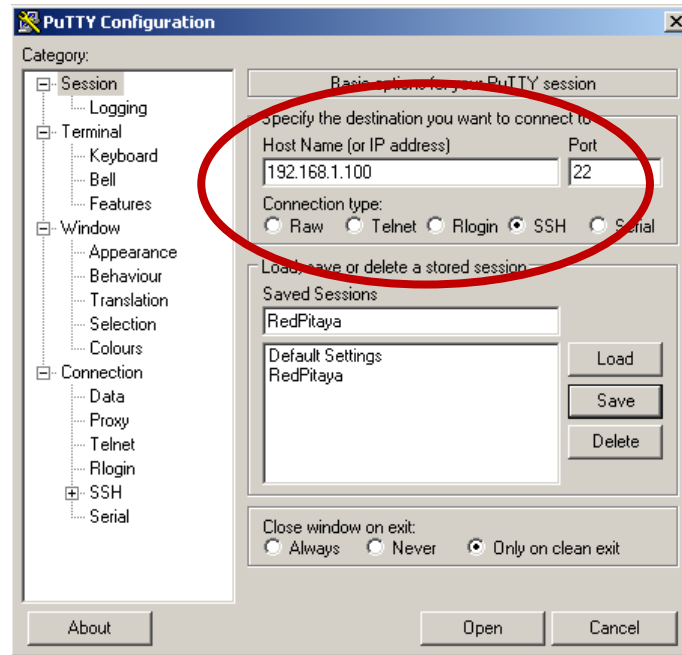 PuTTY Configuration
Category:
Session
Logging
Terminal
Keyboard
Bell
Features
Window
Appearance
Behaviour
Translation
Selection
Colours
Connection
Data
Proxy
Telnet
Rlogin
SSH
Serial
Basic options for your PuTTY session
Specify the destination you want to connect to
Host Name (or IP address) Port
192.168.1.100 22
Connection type:
Raw Telnet Rlogin SSH Serial
Load, save or delete a stored session
Saved Sessions
RedPitaya
Default Settings
RedPitaya
Load
Save
Delete
Close window on exit:
Always Never Only on clean exit
About Open Cancel